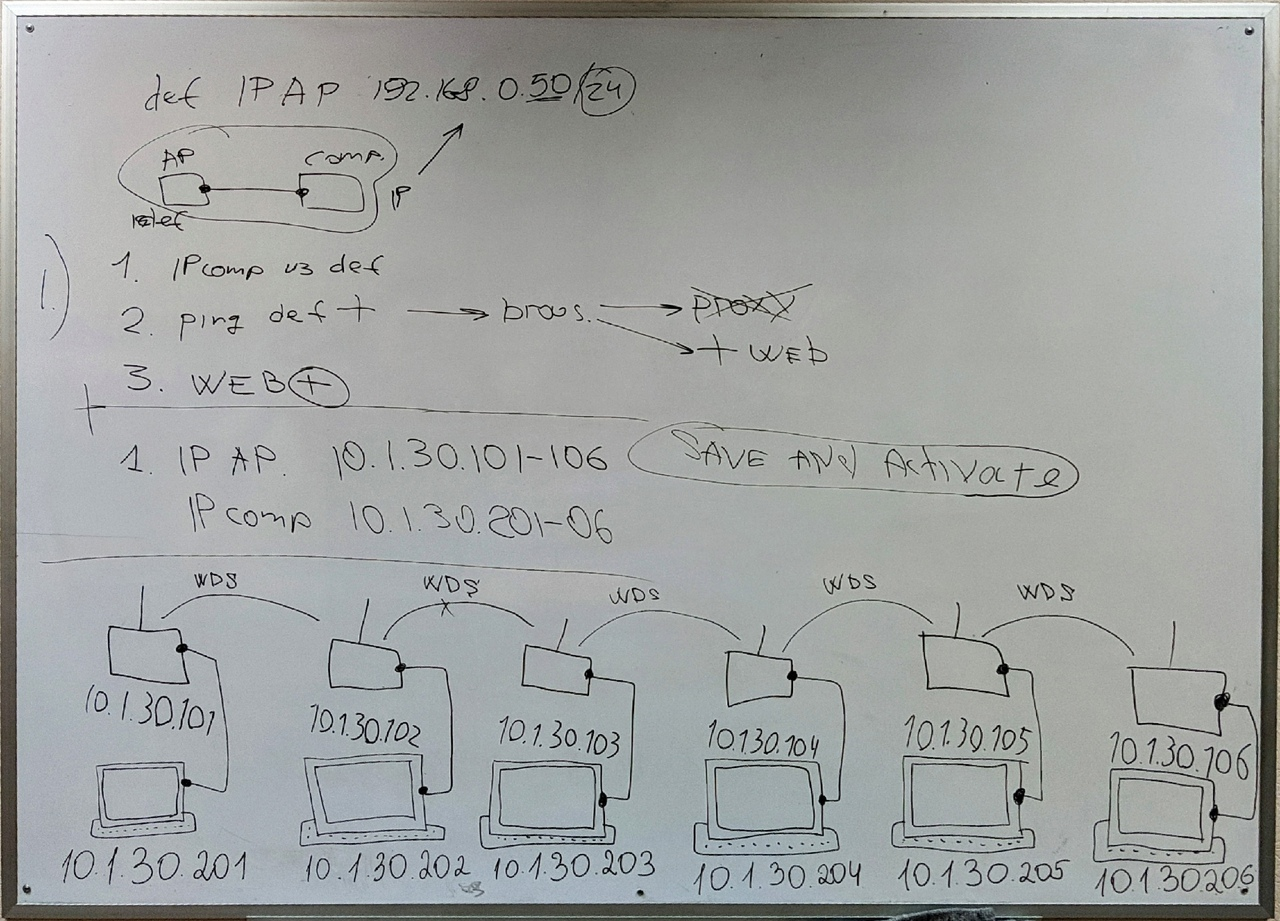 def IP AP 192.168.0.50/24
AP comp.
IP
1. IPcomp из def
1.)
2. ping def + → brows. → proxy
+ WEB
3. WEB +
1. IP AP. 10.1.30.101-106 SAVE AND Activate
IPcomp 10.1.30.201-06
WDS WDS WDS WDS WDS
10.1.30.101 10.1.30.102 10.1.30.103 10.1.30.104 10.1.30.105 10.1.30.106
10.1.30.201 10.1.30.202 10.1.30.203 10.1.30.204 10.1.30.205 10.1.30.206